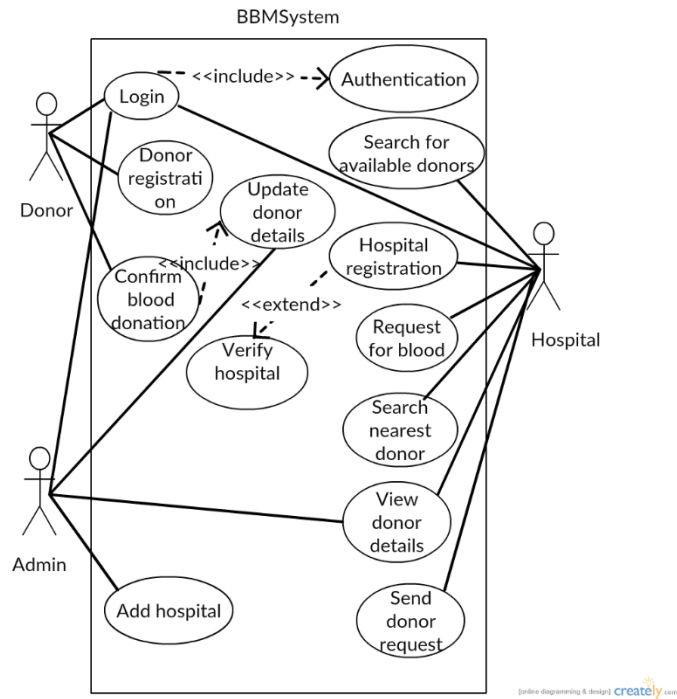 BBMSystem
Login
<<include>>
Authentication
Search for
available donors
Donor
Donor
registrati
on
Update
donor
details
<<include>>
Confirm
blood
donation
Hospital
registration
<<extend>>
Verify
hospital
Request
for blood
Hospital
Search
nearest
donor
View
donor
details
Admin
Add hospital
Send
donor
request
[online diagramming & design] creately.com